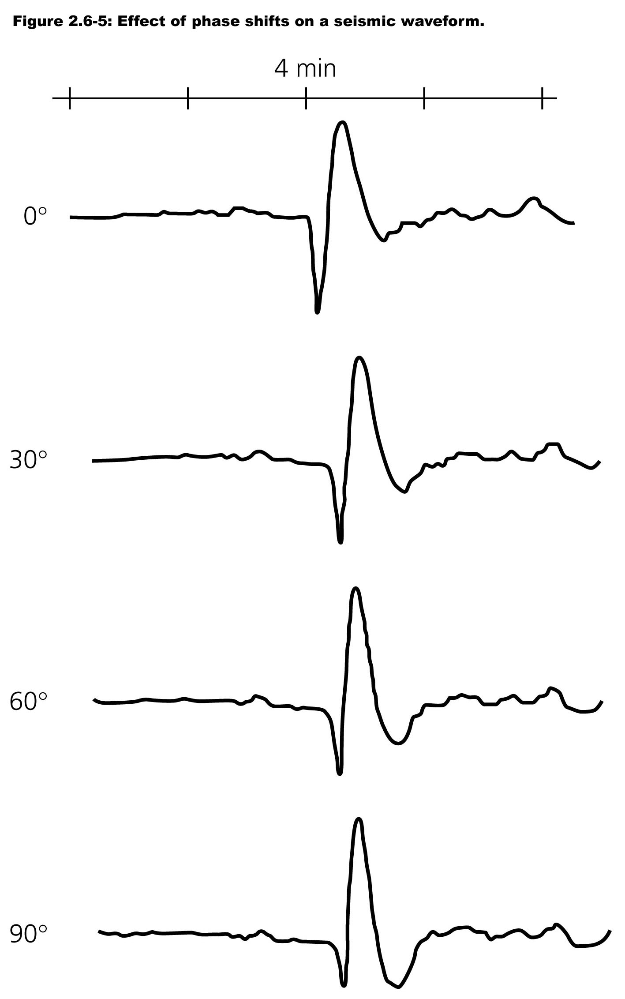 Figure 2.6-5: Effect of phase shifts on a seismic waveform.
4 min
0°
30°
60°
90°